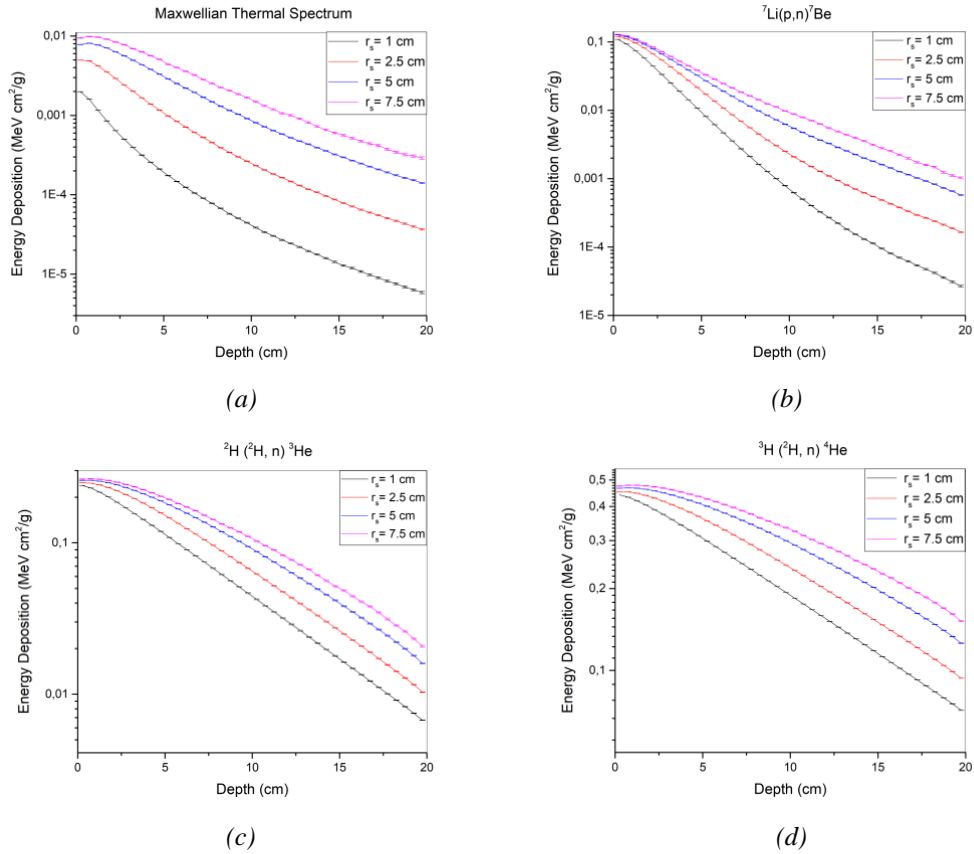 Maxwellian Thermal Spectrum
0,01
0,001
1E-4
1E-5
Energy Deposition (MeV cm²/g)
0 5 10 15 20
Depth (cm)
rₛ= 1 cm
rₛ= 2.5 cm
rₛ= 5 cm
rₛ= 7.5 cm
(a)
⁷Li(p,n)⁷Be
0,1
0,01
0,001
1E-4
1E-5
Energy Deposition (MeV cm²/g)
0 5 10 15 20
Depth (cm)
rₛ= 1 cm
rₛ= 2.5 cm
rₛ= 5 cm
rₛ= 7.5 cm
(b)
²H (²H, n) ³He
0,1
0,01
Energy Deposition (MeV cm²/g)
0 5 10 15 20
Depth (cm)
rₛ= 1 cm
rₛ= 2.5 cm
rₛ= 5 cm
rₛ= 7.5 cm
(c)
³H (²H, n) ⁴He
0,5
0,4
0,3
0,2
0,1
Energy Deposition (MeV cm²/g)
0 5 10 15 20
Depth (cm)
rₛ= 1 cm
rₛ= 2.5 cm
rₛ= 5 cm
rₛ= 7.5 cm
(d)